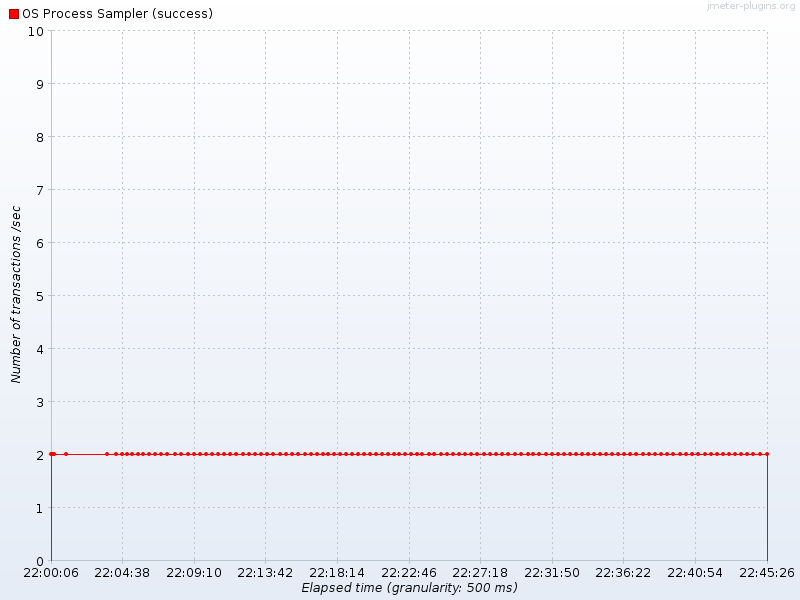 jmeter-plugins.org
OS Process Sampler (success)
10
9
8
7
6
5
4
3
2
1
0
Number of transactions /sec
22:00:06 22:04:38 22:09:10 22:13:42 22:18:14 22:22:46 22:27:18 22:31:50 22:36:22 22:40:54 22:45:26
Elapsed time (granularity: 500 ms)